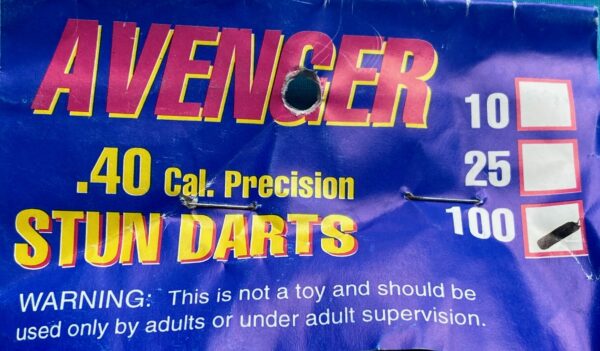 AVENGER
10
.40 Cal. Precision
25
STUN DARTS
100
WARNING: This is not a toy and should be
used only by adults or under adult supervision.